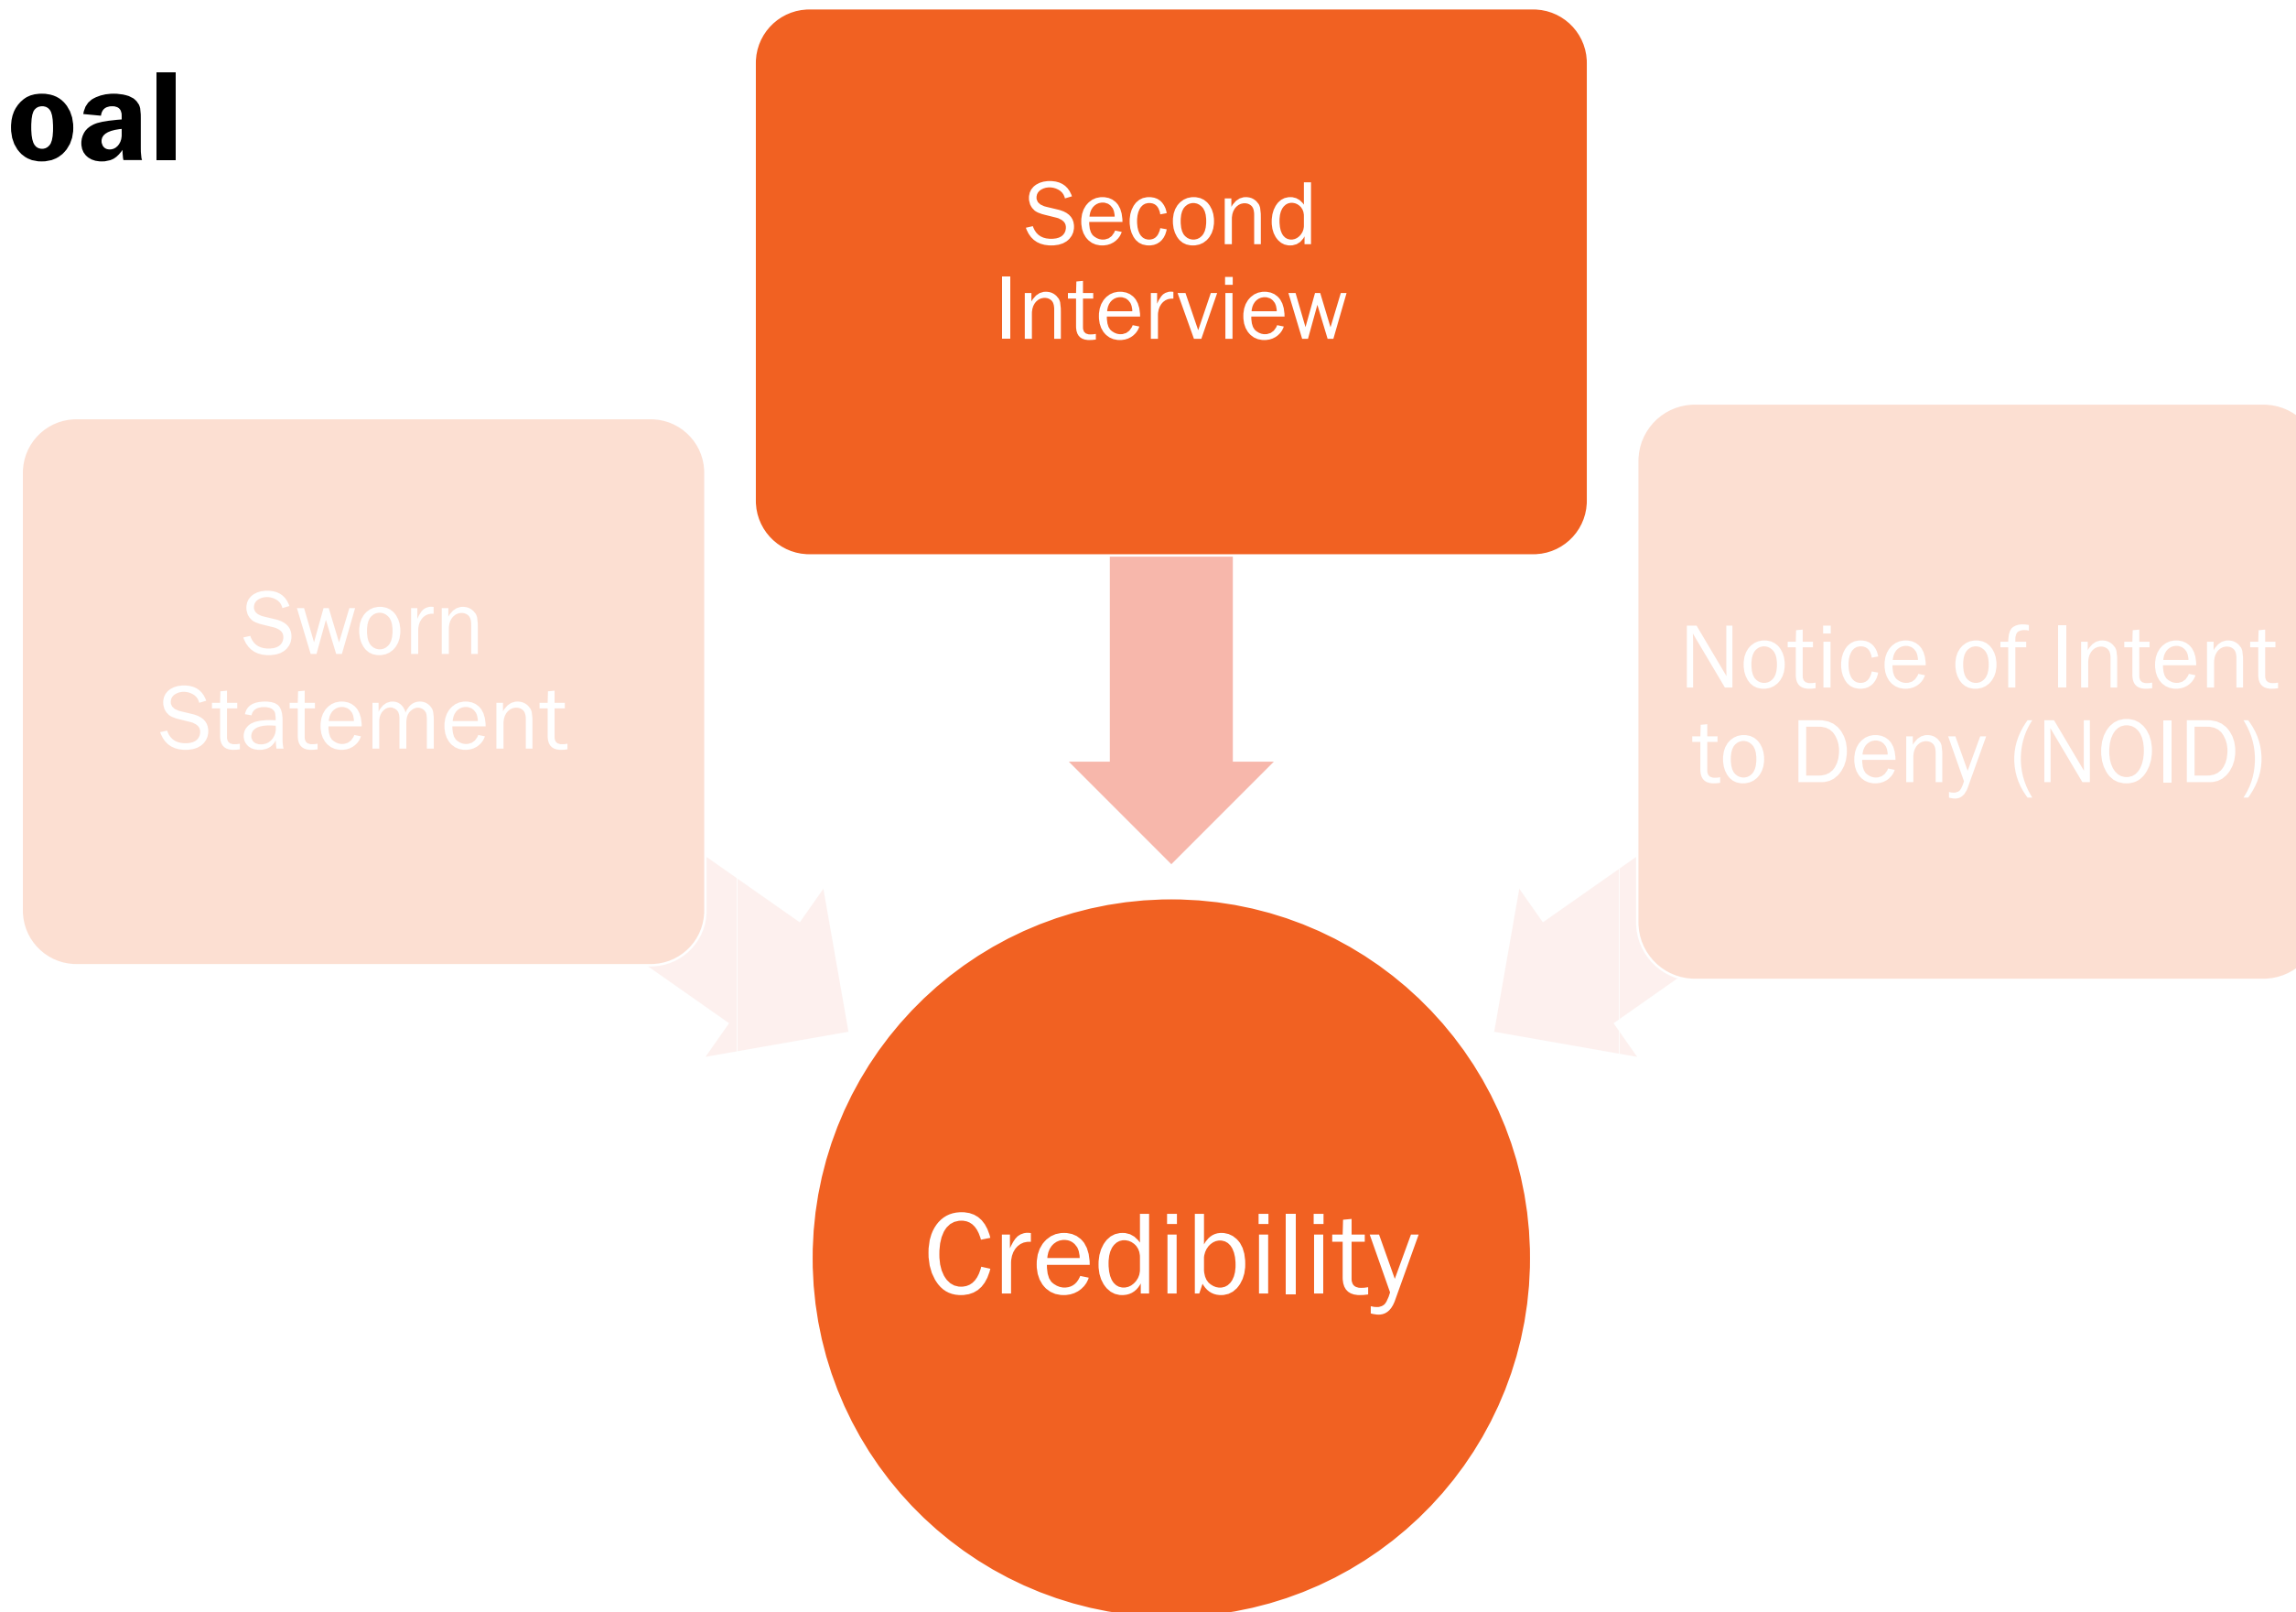 oal
Second
Interview
Sworn
Statement
Notice of Intent
to Deny (NOID)
Credibility